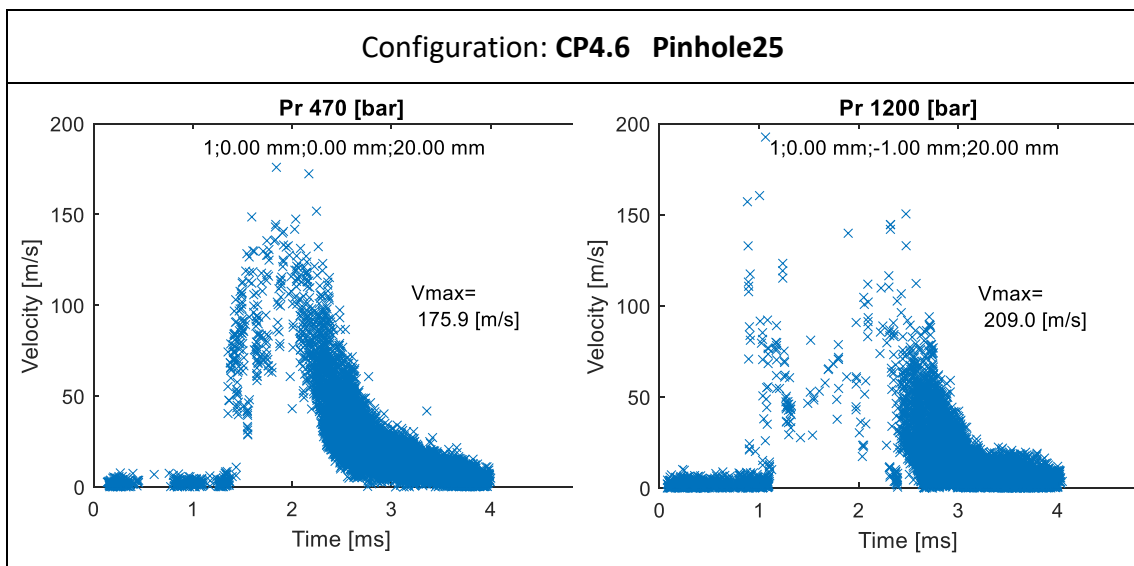 Configuration: CP4.6 Pinhole25
Pr 470 [bar]
1;0.00 mm;0.00 mm;20.00 mm
Vmax=
175.9 [m/s]
Velocity [m/s]
200
150
100
50
0
0 1 2 3 4
Time [ms]
Pr 1200 [bar]
1;0.00 mm;-1.00 mm;20.00 mm
Vmax=
209.0 [m/s]
Velocity [m/s]
200
150
100
50
0
0 1 2 3 4
Time [ms]